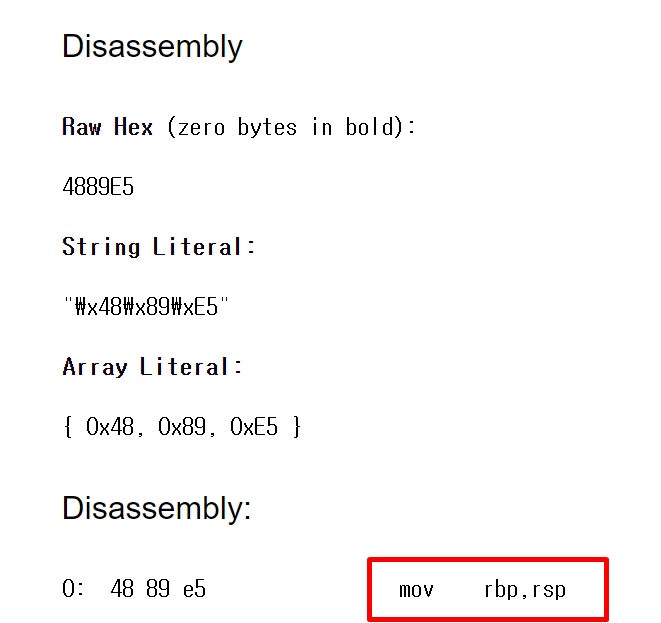 Disassembly
Raw Hex (zero bytes in bold):
4889E5
String Literal:
"₩x48₩x89₩xE5"
Array Literal:
{ 0x48, 0x89, 0xE5 }
Disassembly:
0:  48 89 e5    mov    rbp,rsp